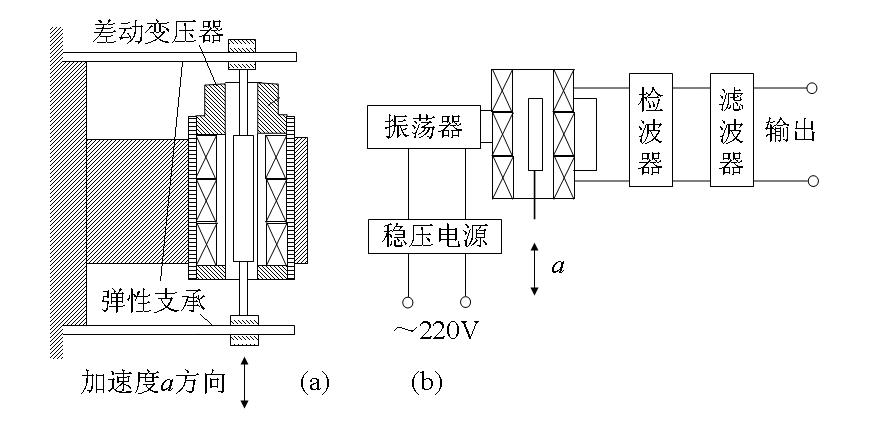 差动变压器
弹性支承
加速度a方向
(a)
振荡器
稳压电源
～220V
a
检波器
滤波器
输出
(b)